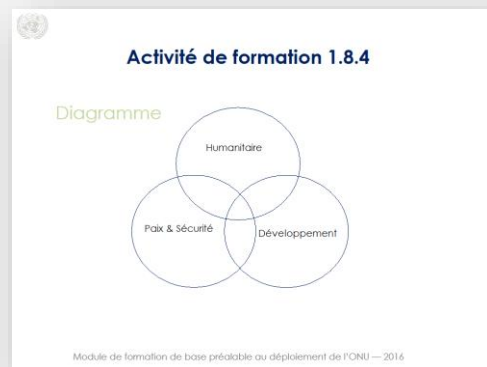 Activité de formation 1.8.4
Diagramme
Humanitaire
Paix & Sécurité
Développement
Module de formation de base préalable au déploiement de l'ONU — 2016